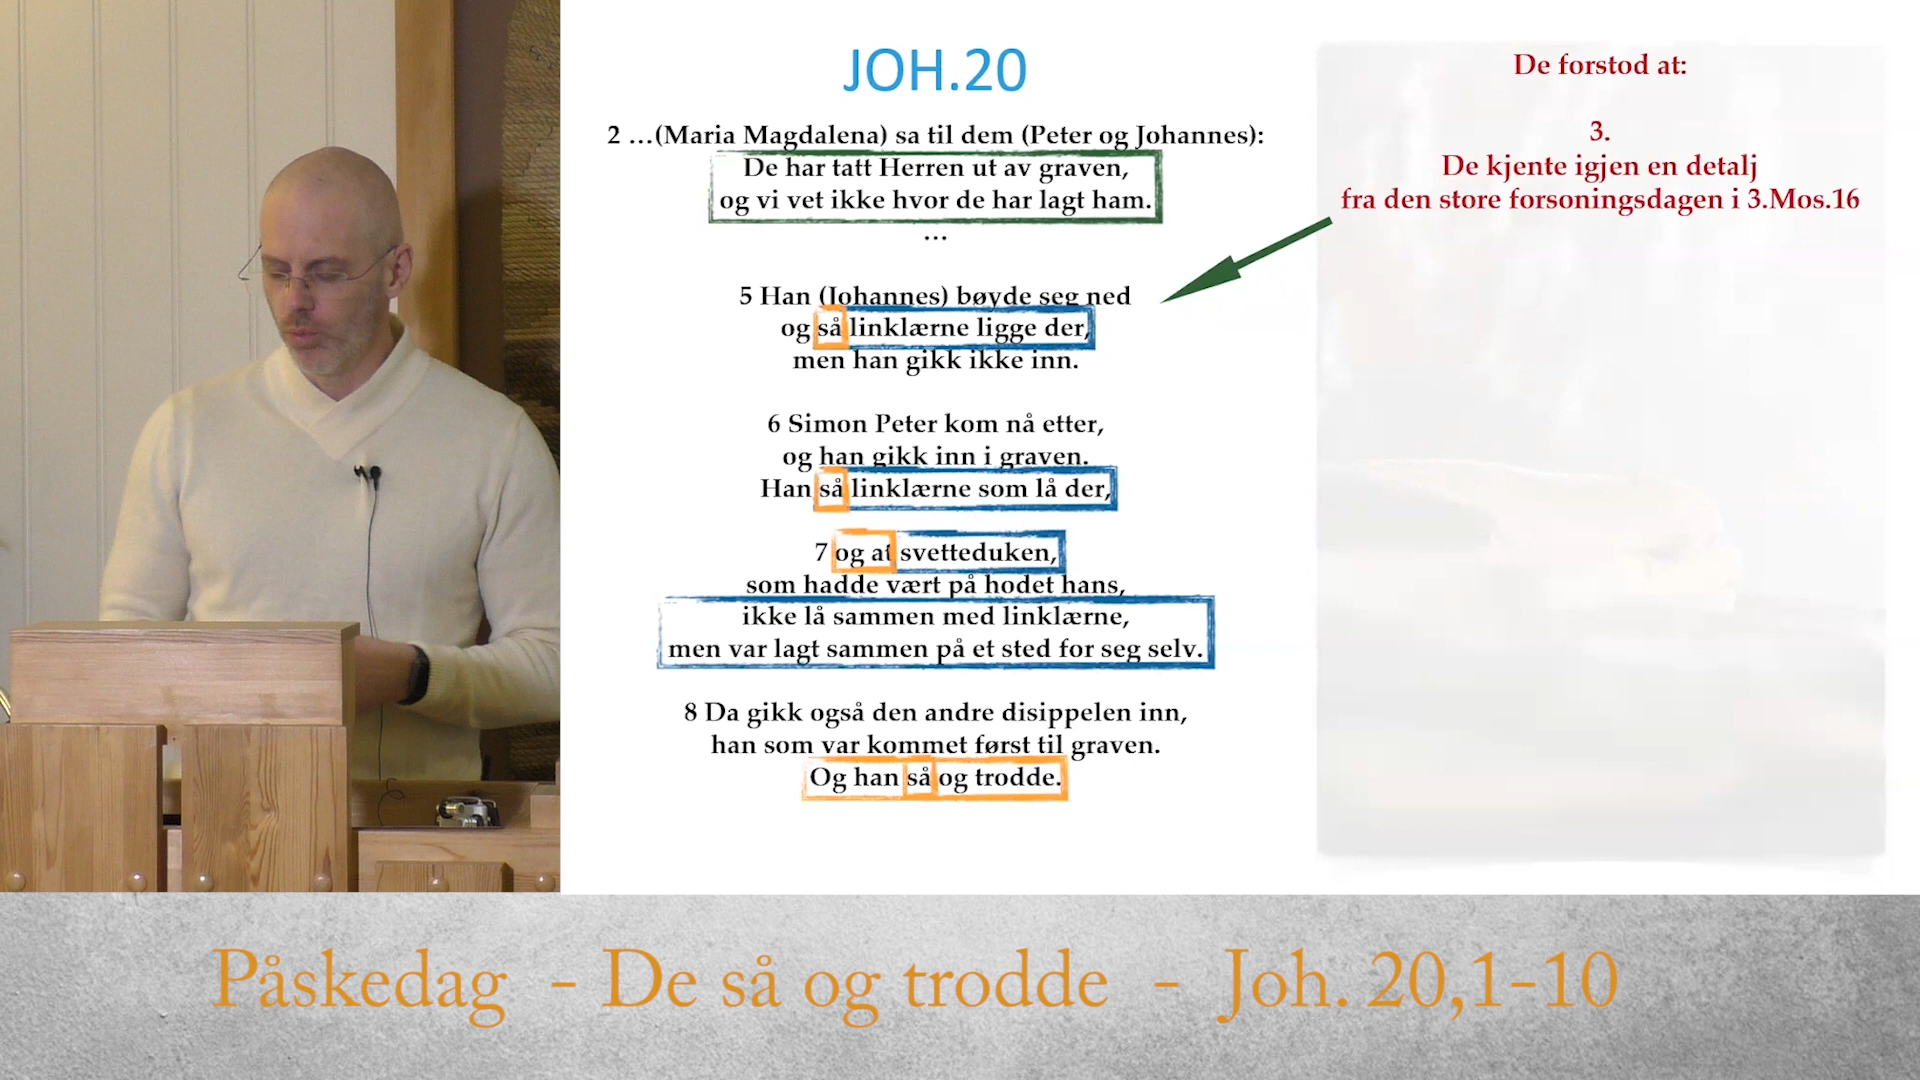 JOH.20
2 ...(Maria Magdalena) sa til dem (Peter og Johannes):
De har tatt Herren ut av graven,
og vi vet ikke hvor de har lagt ham.
...
5 Han (Johannes) bøyde seg ned
og så linklærne ligge der,
men han gikk ikke inn.
6 Simon Peter kom nå etter,
og han gikk inn i graven.
Han så linklærne som lå der,
7 og at svetteduken,
som hadde vært på hodet hans,
ikke lå sammen med linklærne,
men var lagt sammen på et sted for seg selv.
8 Da gikk også den andre disippelen inn,
han som var kommet først til graven.
Og han så og trodde.
De forstod at:
3.
De kjente igjen en detalj
fra den store forsoningsdagen i 3.Mos.16
Påskedag - De så og trodde - Joh. 20,1-10